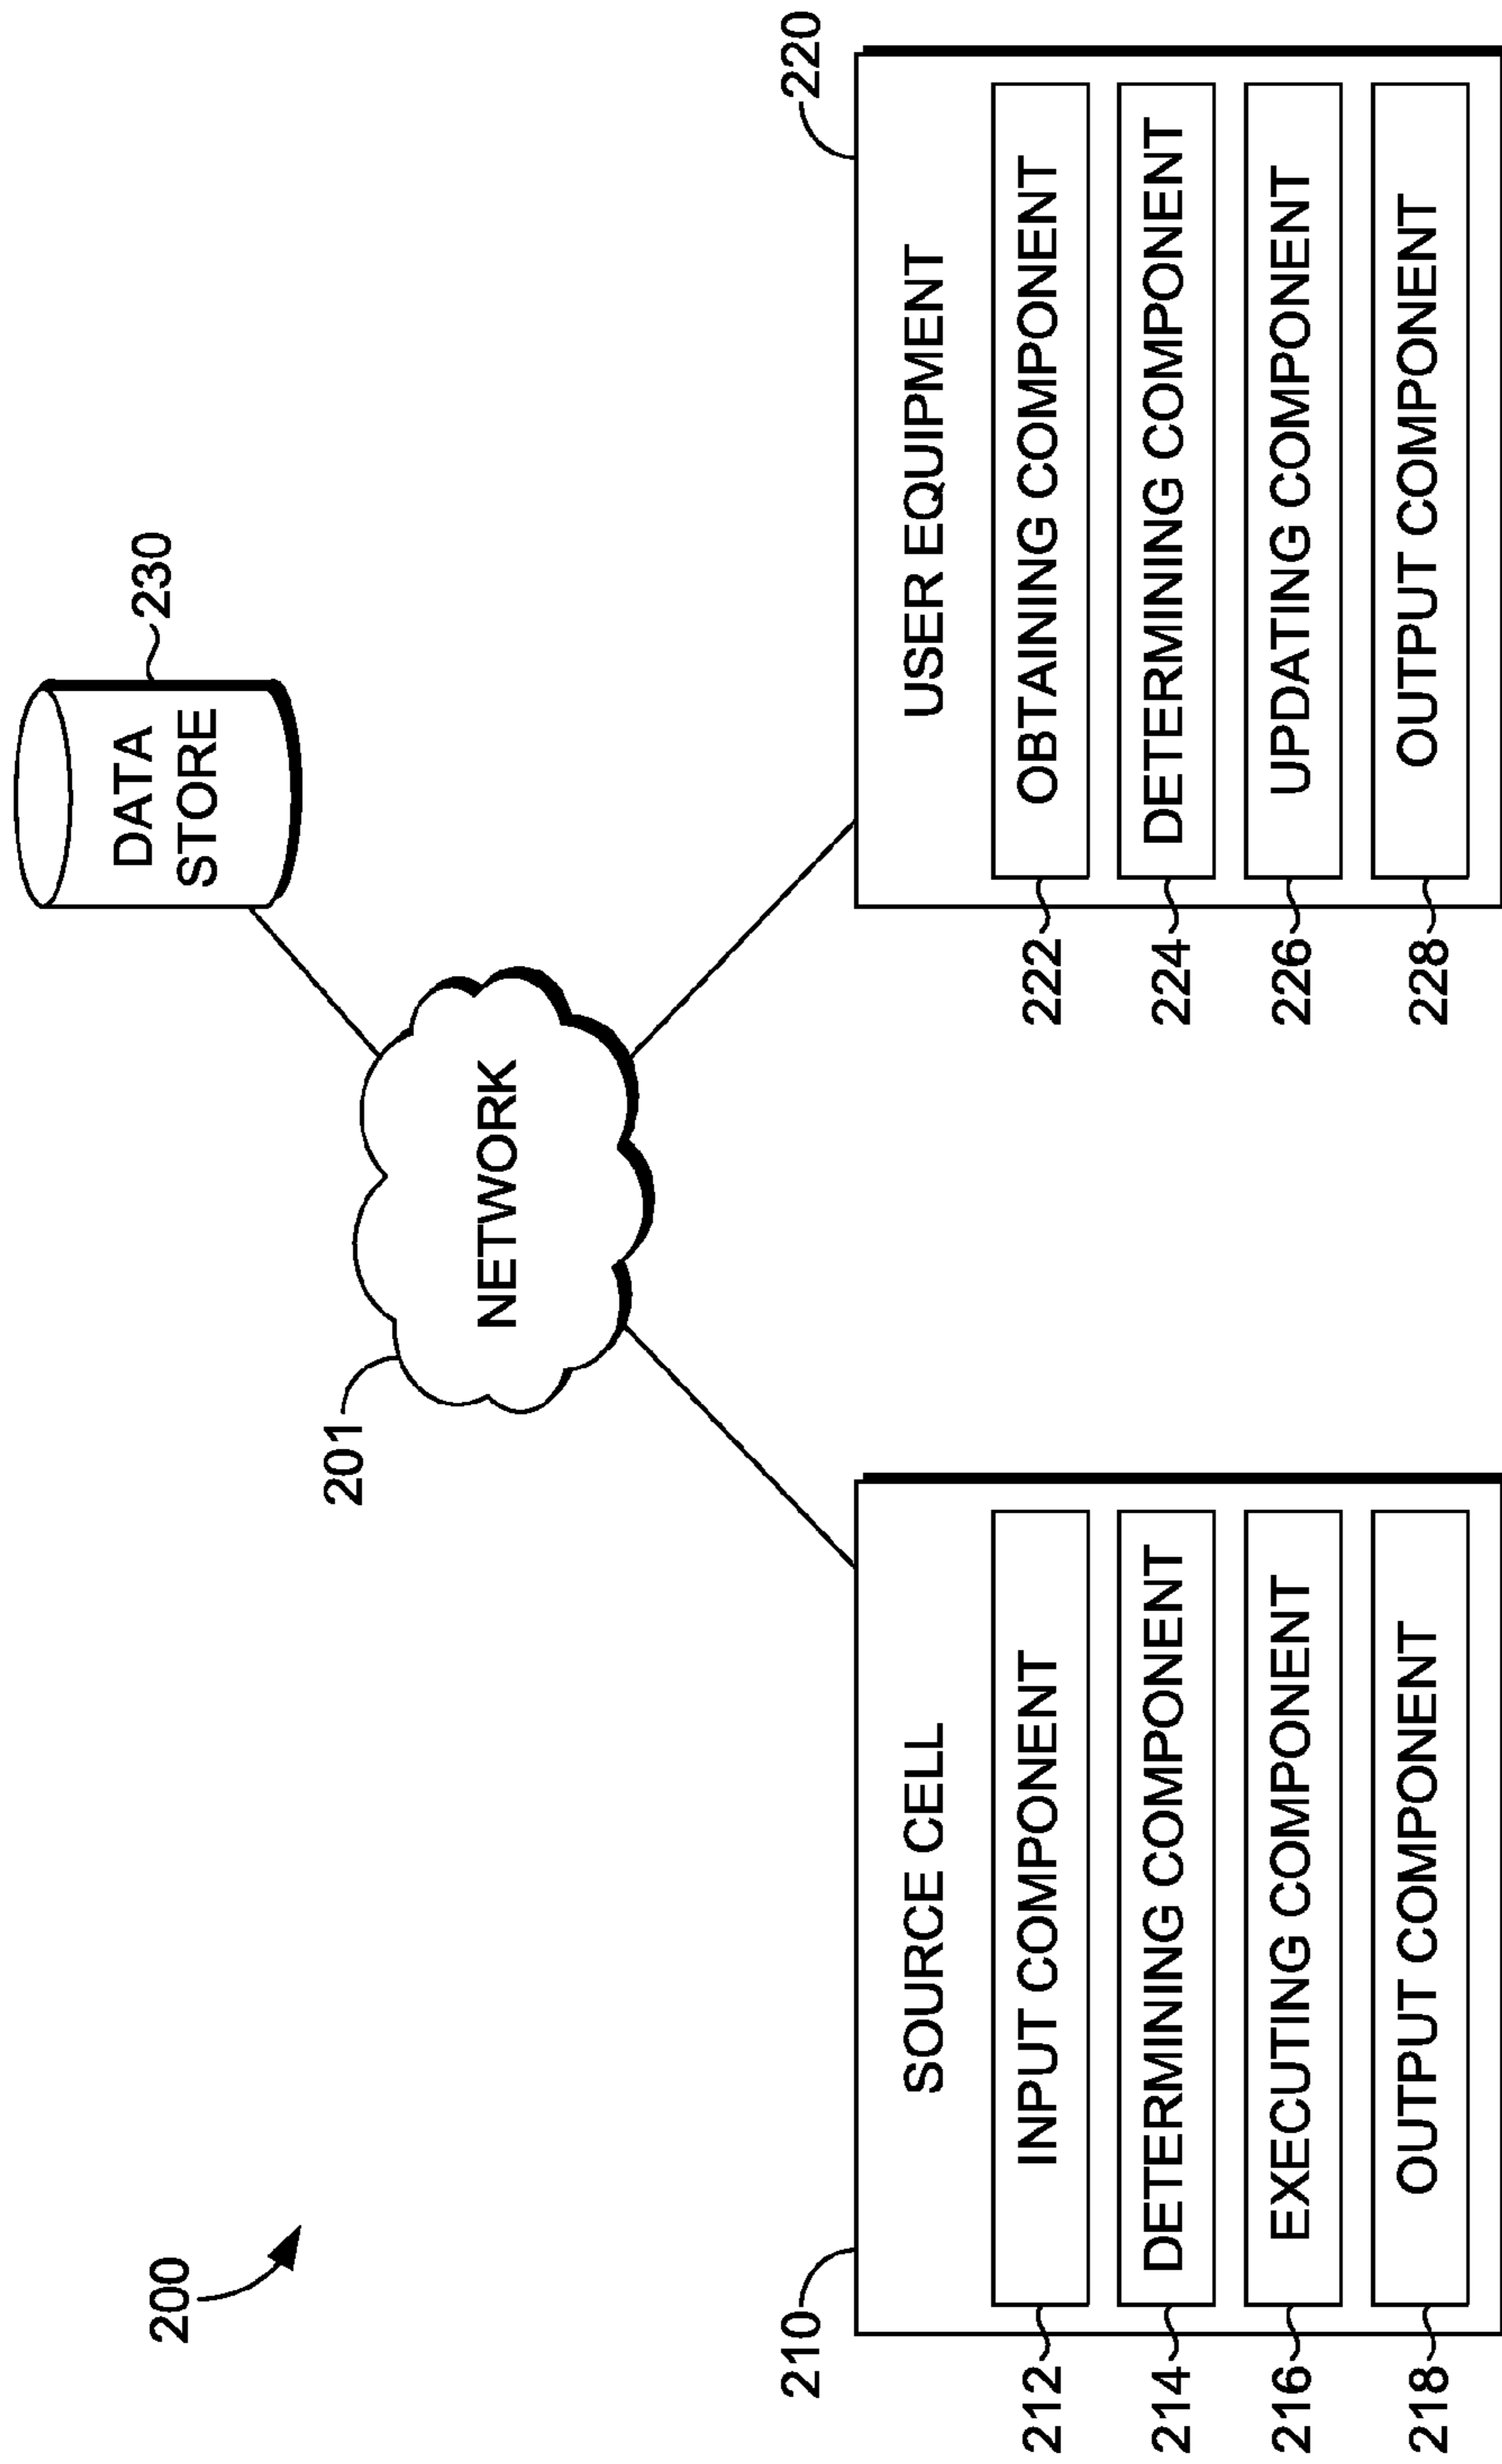 200
230
DATA
STORE
201
NETWORK
210
SOURCE CELL
212
INPUT COMPONENT
214
DETERMINING COMPONENT
216
EXECUTING COMPONENT
218
OUTPUT COMPONENT
220
USER EQUIPMENT
222
OBTAINING COMPONENT
224
DETERMINING COMPONENT
226
UPDATING COMPONENT
228
OUTPUT COMPONENT